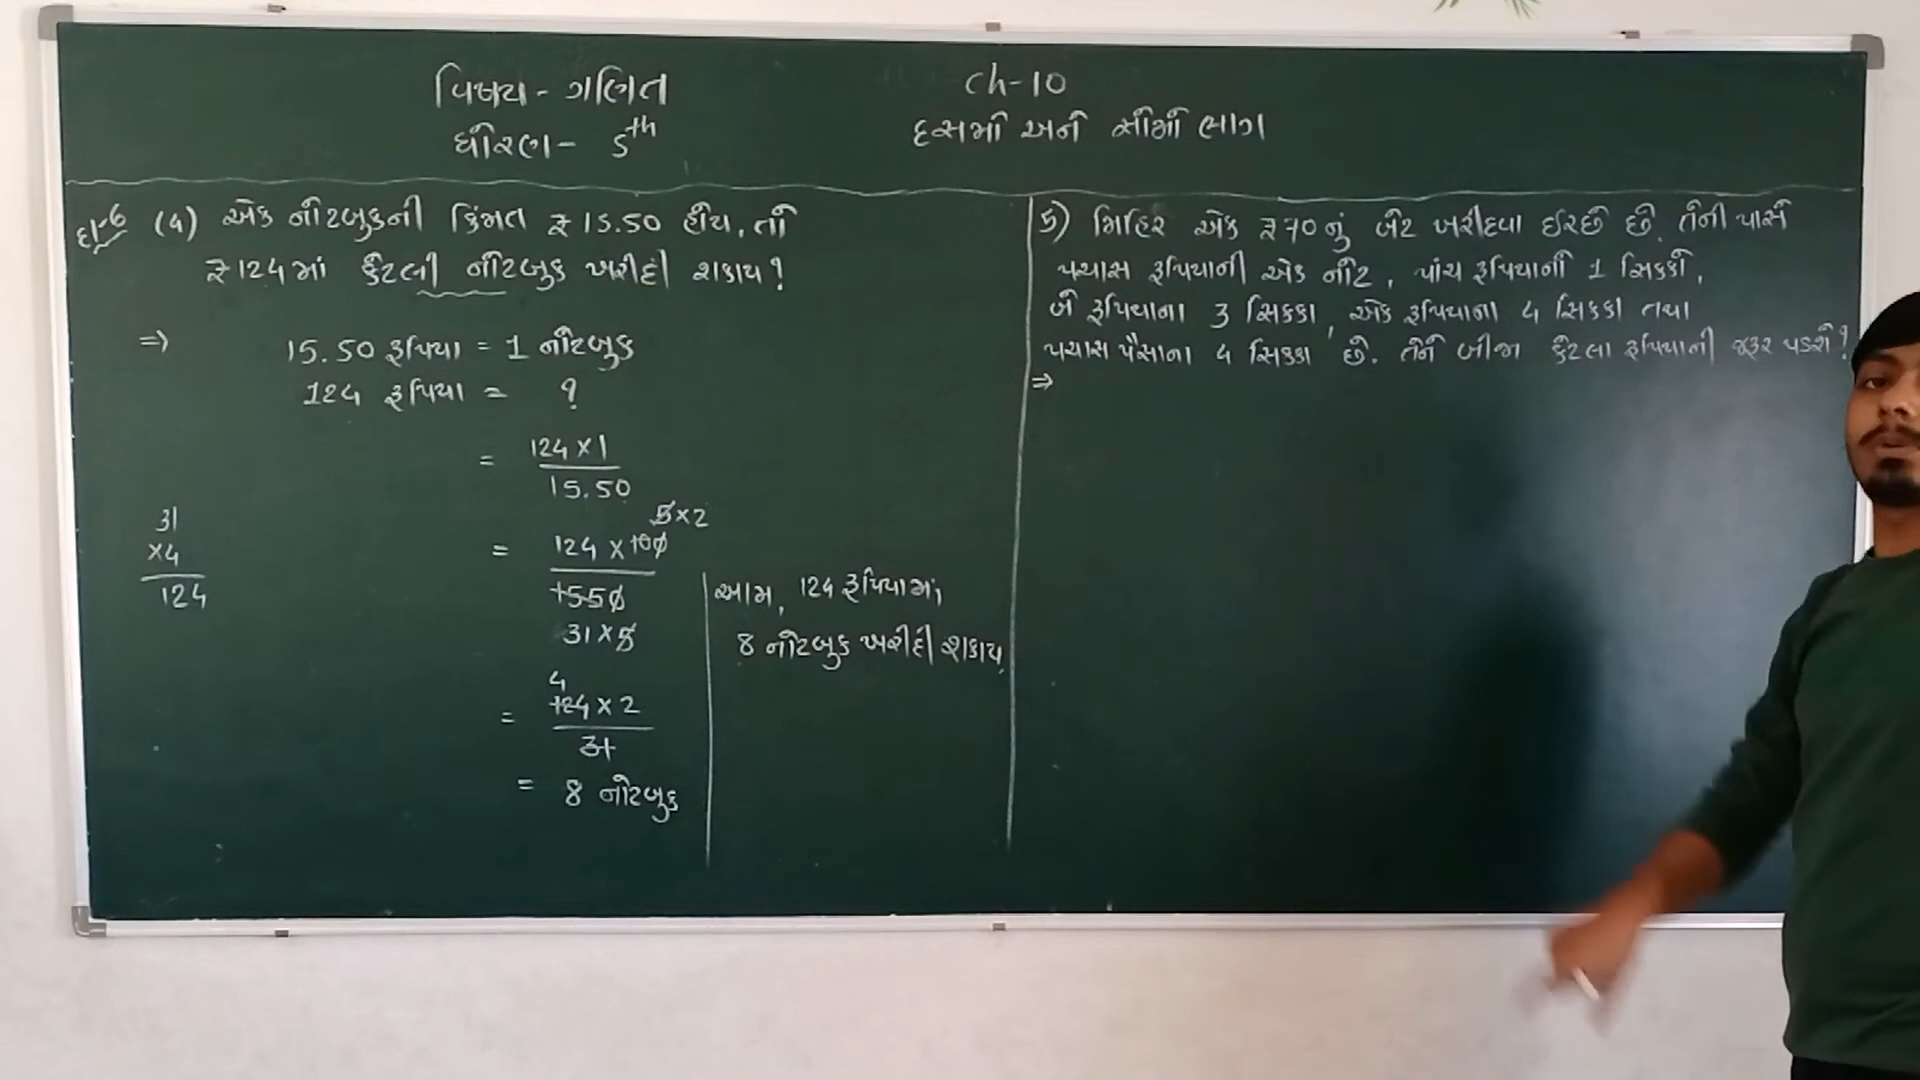 વિષય - ગણિત
ધોરણ - 5th
Ch-10
દસમાં અને સોમાં ભાગ
દા-6 (4) એક નોટબુકની કિંમત ₹ 15.50 હોય, તો
₹ 124 માં કેટલી નોટબુક ખરીદી શકાય?
⇒ 15.50 રૂપિયા = 1 નોટબુક
124 રૂપિયા = ?
= 124 × 1
15.50
5 × 2
= 124 × 100
1550
31 × 5
4
= 124 × 2
31
= 8 નોટબુક
31
×4
124
આમ, 124 રૂપિયામાં,
8 નોટબુક ખરીદી શકાય.
5) મિહિર એક ₹ 70 નું બેટ ખરીદવા ઈચ્છે છે. તેની પાસે
પચાસ રૂપિયાની એક નોટ, પાંચ રૂપિયાનો 1 સિક્કો,
બે રૂપિયાના 3 સિક્કા, એક રૂપિયાના 4 સિક્કા તથા
પચાસ પૈસાના 4 સિક્કા છે. તેને બીજા કેટલા રૂપિયાની જરૂર પડશે?
⇒